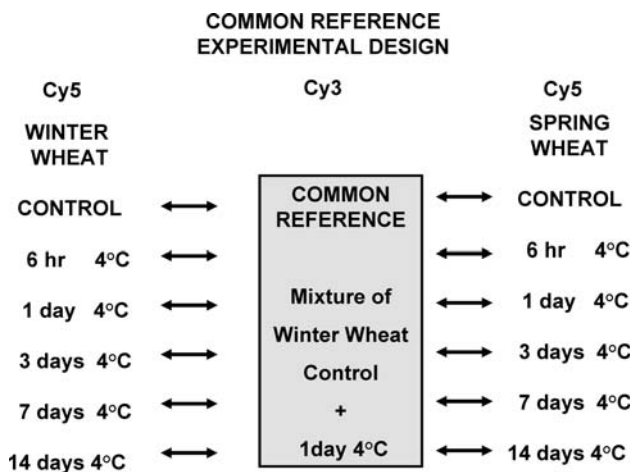 COMMON REFERENCE
EXPERIMENTAL DESIGN
Cy5
Cy3
Cy5
WINTER
WHEAT
CONTROL
6 hr 4°C
1 day 4°C
3 days 4°C
7 days 4°C
14 days 4°C
COMMON
REFERENCE
Mixture of
Winter Wheat
Control
+
1day 4°C
SPRING
WHEAT
CONTROL
6 hr 4°C
1 day 4°C
3 days 4°C
7 days 4°C
14 days 4°C